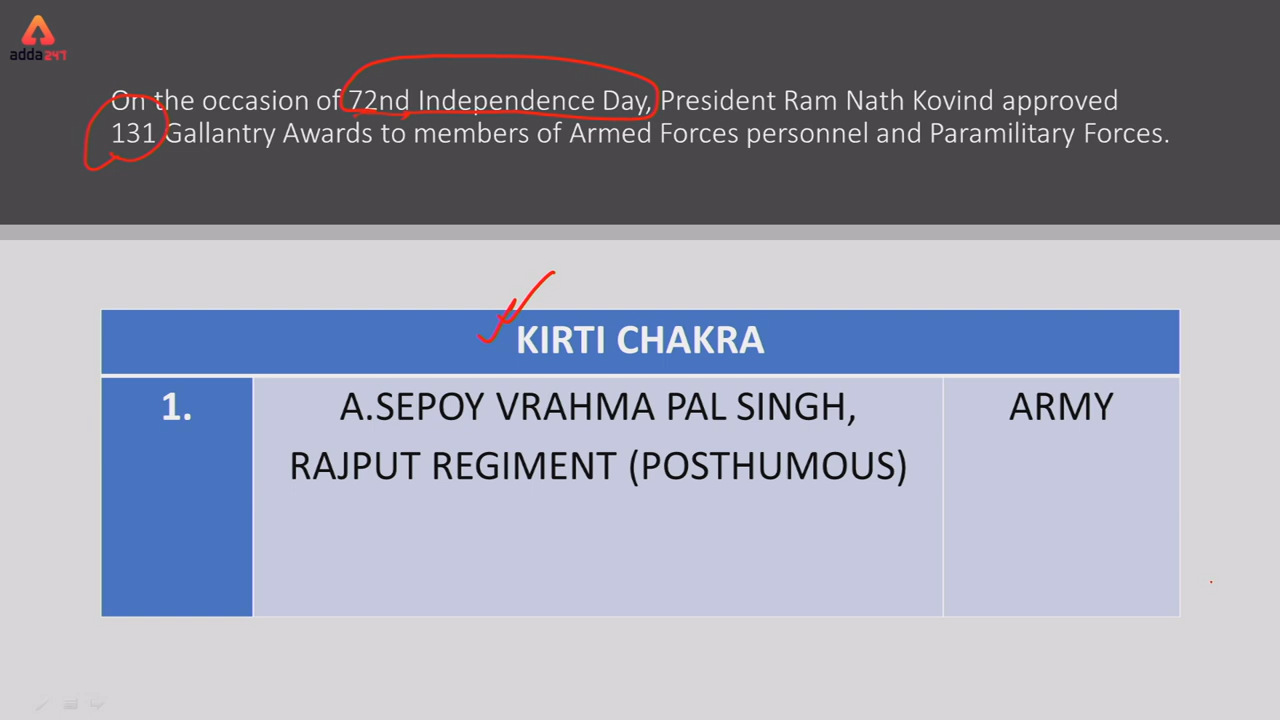 adda247
On the occasion of 72nd Independence Day, President Ram Nath Kovind approved
131 Gallantry Awards to members of Armed Forces personnel and Paramilitary Forces.
KIRTI CHAKRA
1. A.SEPOY VRAHMA PAL SINGH, ARMY
RAJPUT REGIMENT (POSTHUMOUS)